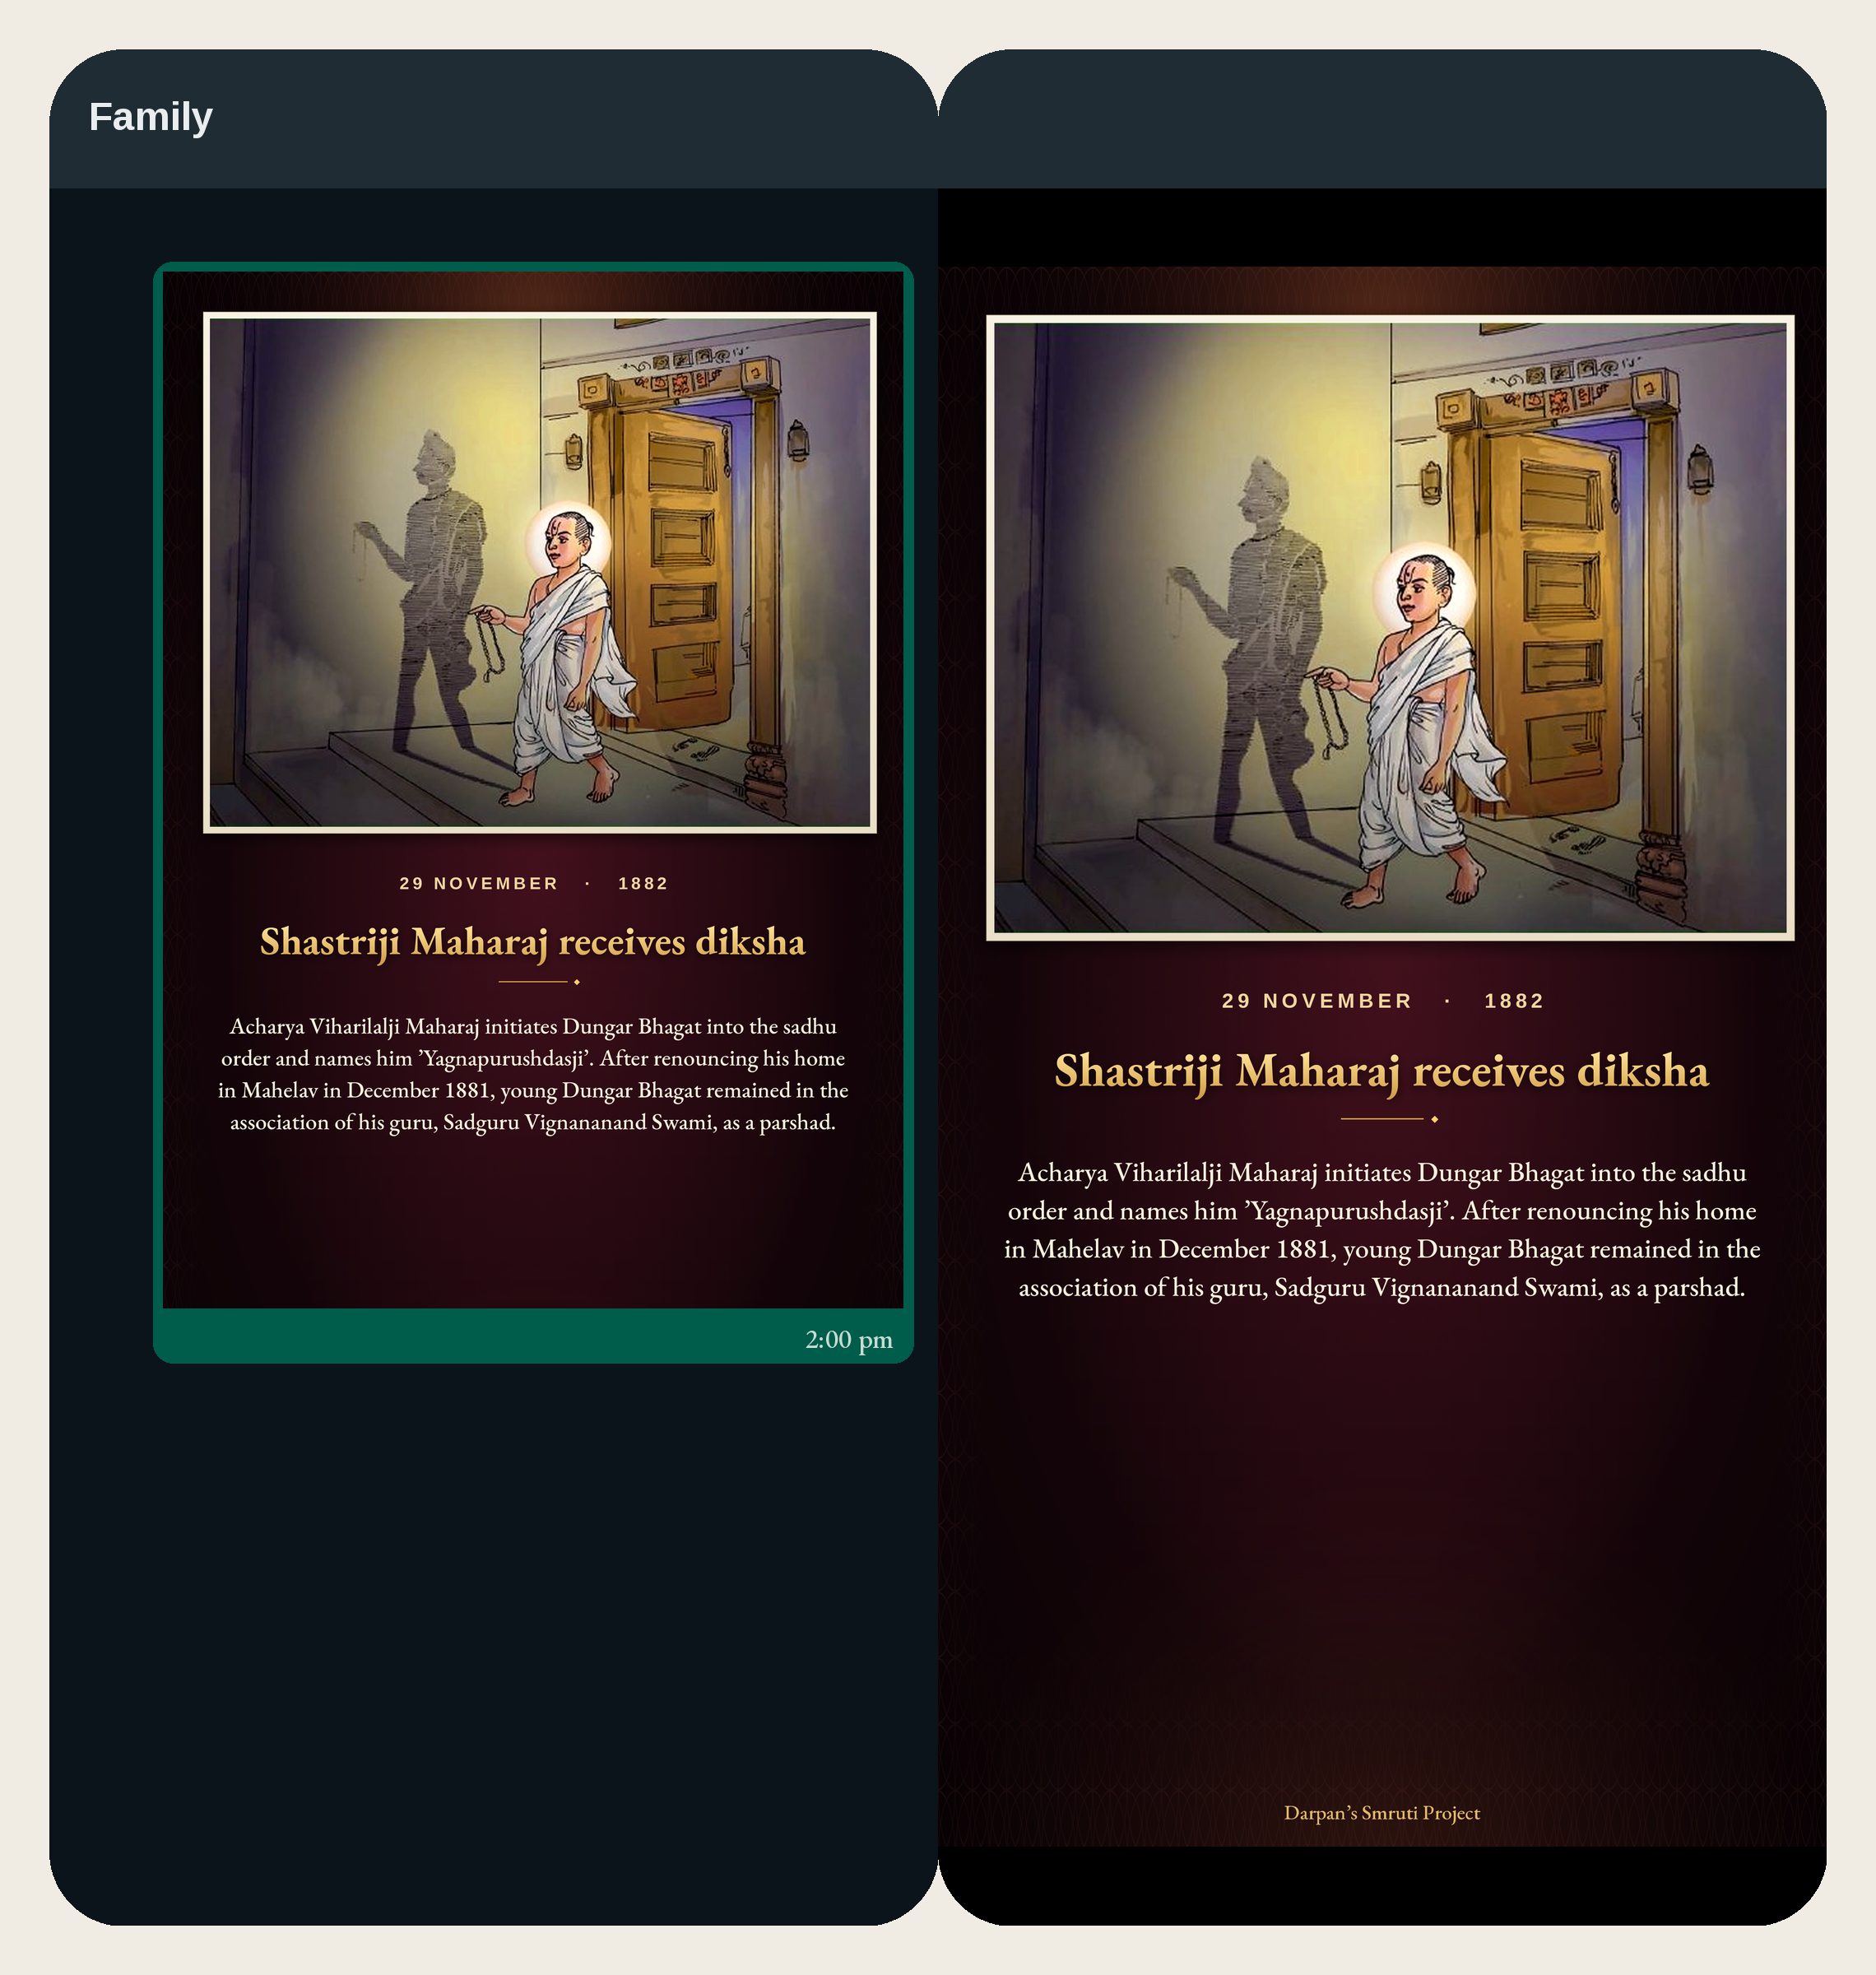 Family
29 NOVEMBER · 1882
Shastriji Maharaj receives diksha
Acharya Viharilalji Maharaj initiates Dungar Bhagat into the sadhu
order and names him ’Yagnapurushdasji’. After renouncing his home
in Mahelav in December 1881, young Dungar Bhagat remained in the
association of his guru, Sadguru Vignananand Swami, as a parshad.
2:00 pm
29 NOVEMBER · 1882
Shastriji Maharaj receives diksha
Acharya Viharilalji Maharaj initiates Dungar Bhagat into the sadhu
order and names him ’Yagnapurushdasji’. After renouncing his home
in Mahelav in December 1881, young Dungar Bhagat remained in the
association of his guru, Sadguru Vignananand Swami, as a parshad.
Darpan’s Smruti Project